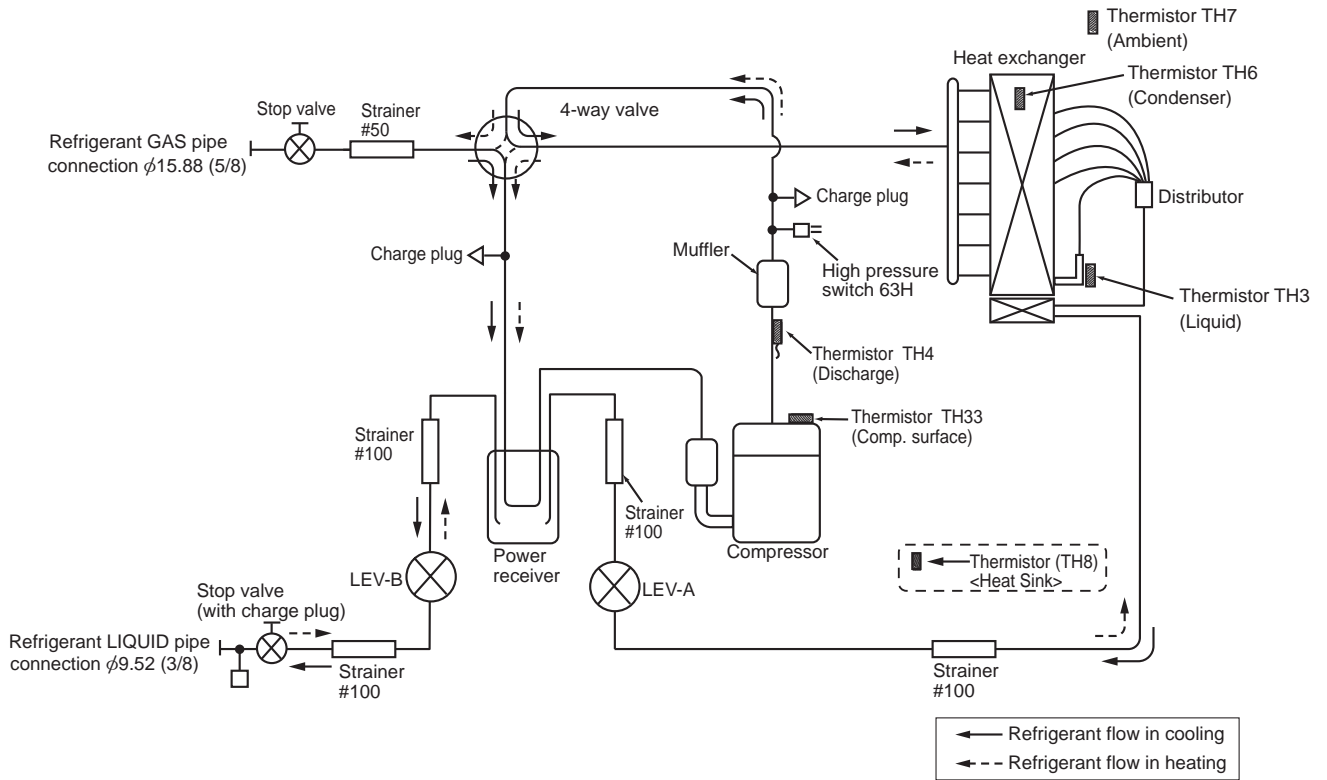 Thermistor TH7
(Ambient)
Heat exchanger
Thermistor TH6
(Condenser)
Stop valve
Strainer
#50
4-way valve
Refrigerant GAS pipe
connection ϕ15.88 (5/8)
Charge plug
Distributor
Charge plug
Muffler
High pressure
switch 63H
Thermistor TH3
(Liquid)
Thermistor TH4
(Discharge)
Thermistor TH33
(Comp. surface)
Strainer
#100
Strainer
#100
Power
receiver
Compressor
LEV-B
LEV-A
Thermistor (TH8)
<Heat Sink>
Stop valve
(with charge plug)
Refrigerant LIQUID pipe
connection ϕ9.52 (3/8)
Strainer
#100
Strainer
#100
Refrigerant flow in cooling
Refrigerant flow in heating